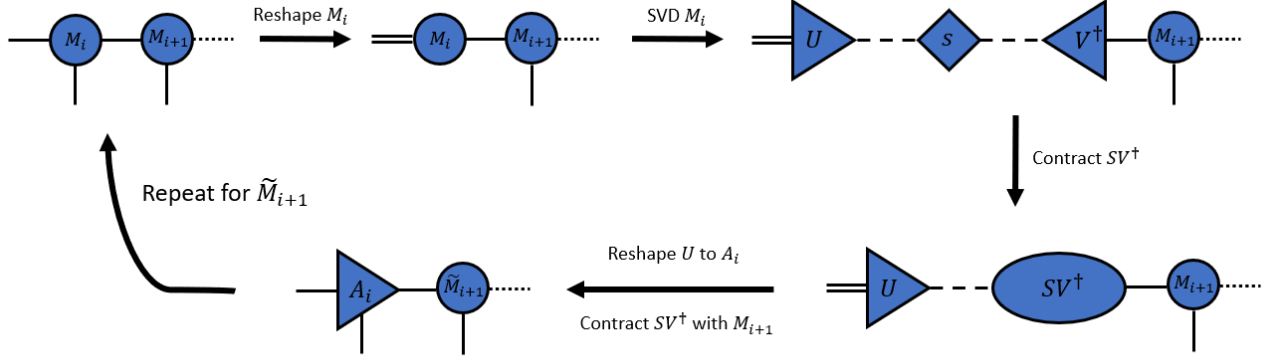 Reshape M_i
SVD M_i
M_i
M_{i+1}
M_i
M_{i+1}
U
s
V†
M_{i+1}
Contract SV†
Repeat for M̃_{i+1}
Reshape U to A_i
A_i
M̃_{i+1}
U
SV†
M_{i+1}
Contract SV† with M_{i+1}